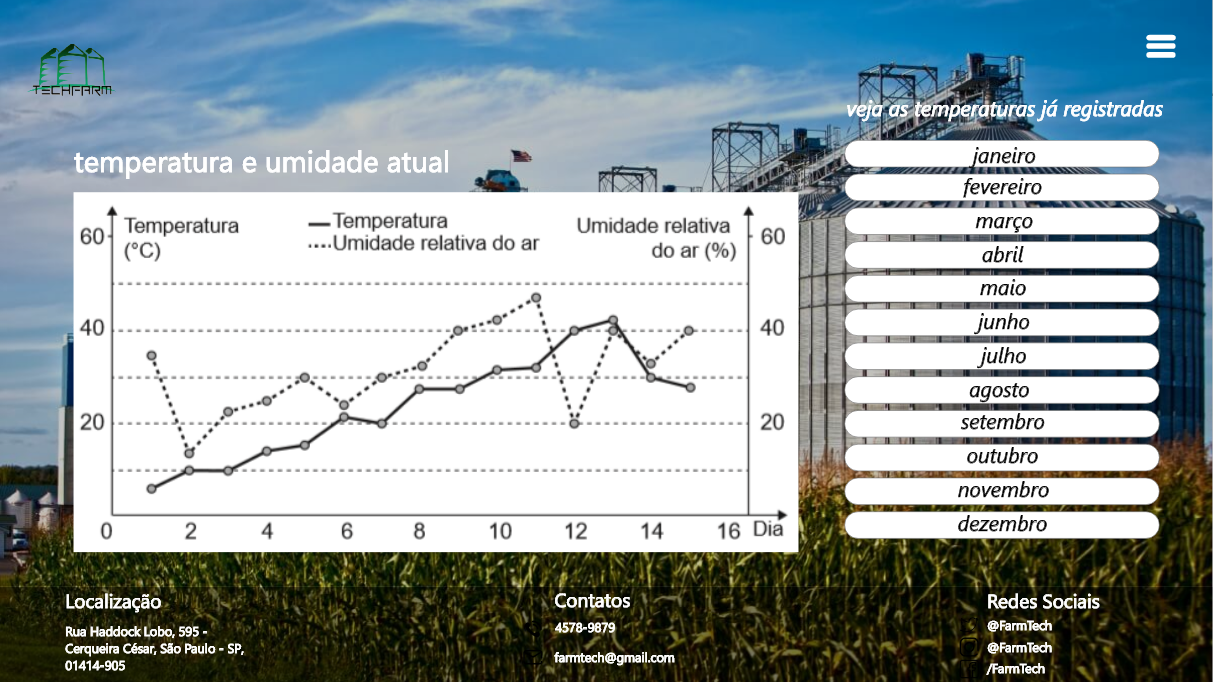 TECHFARM
veja as temperaturas já registradas
temperatura e umidade atual
Temperatura
(°C)
Temperatura
Umidade relativa do ar
Umidade relativa
do ar (%)
60
40
20
60
40
20
0 2 4 6 8 10 12 14 16 Dia
janeiro
fevereiro
março
abril
maio
junho
julho
agosto
setembro
outubro
novembro
dezembro
Localização
Rua Haddock Lobo, 595 -
Cerqueira César, São Paulo - SP,
01414-905
Contatos
4578-9879
farmtech@gmail.com
Redes Sociais
@FarmTech
@FarmTech
/FarmTech